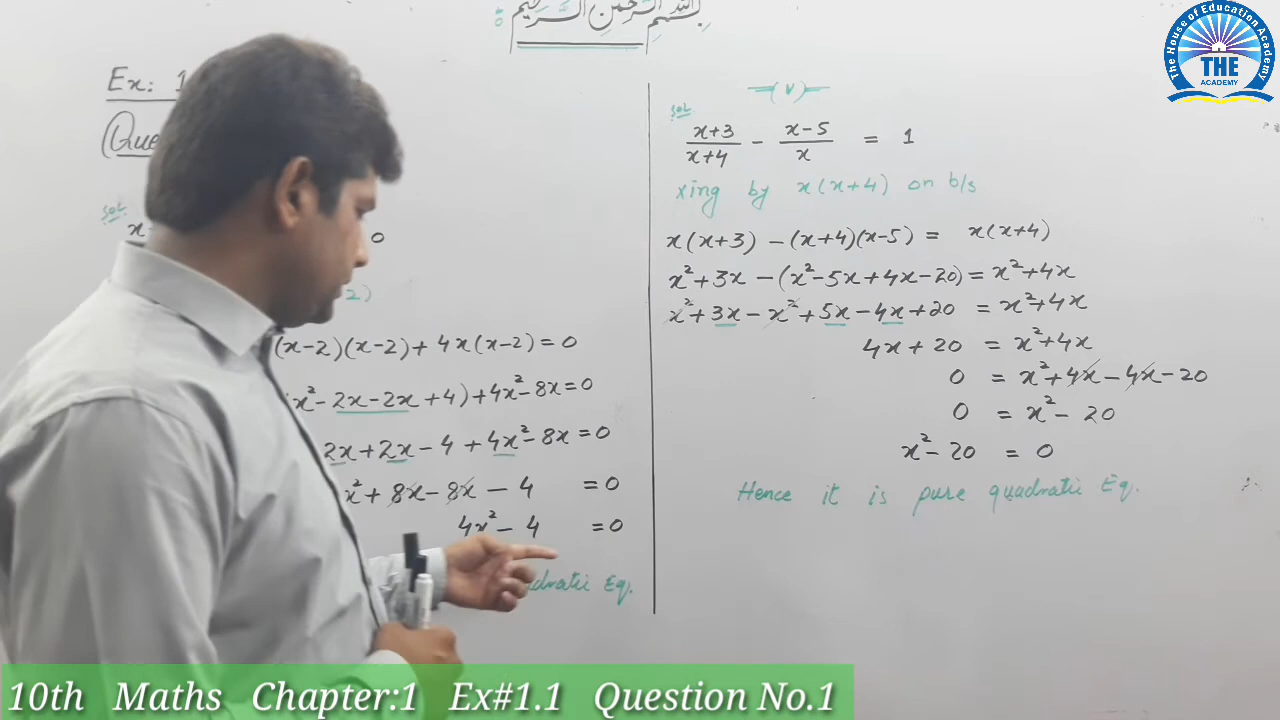 بسم الله الرحمن الرحيم
Ex: 1
sol
0
2)
(x-2)(x-2) + 4x(x-2) = 0
x² - 2x - 2x + 4) + 4x² - 8x = 0
2x + 2x - 4 + 4x² - 8x = 0
x² + 8x - 8x - 4 = 0
4x² - 4 = 0
Eq.
(v)
sol
x+3/x+4 - x-5/x = 1
xing by x(x+4) on b/s
x(x+3) - (x+4)(x-5) = x(x+4)
x² + 3x - (x² - 5x + 4x - 20) = x² + 4x
x² + 3x - x² + 5x - 4x + 20 = x² + 4x
4x + 20 = x² + 4x
0 = x² + 4x - 4x - 20
0 = x² - 20
x² - 20 = 0
Hence it is pure quadratic Eq.
The House of Education Academy
THE
ACADEMY
10th Maths Chapter:1 Ex#1.1 Question No.1